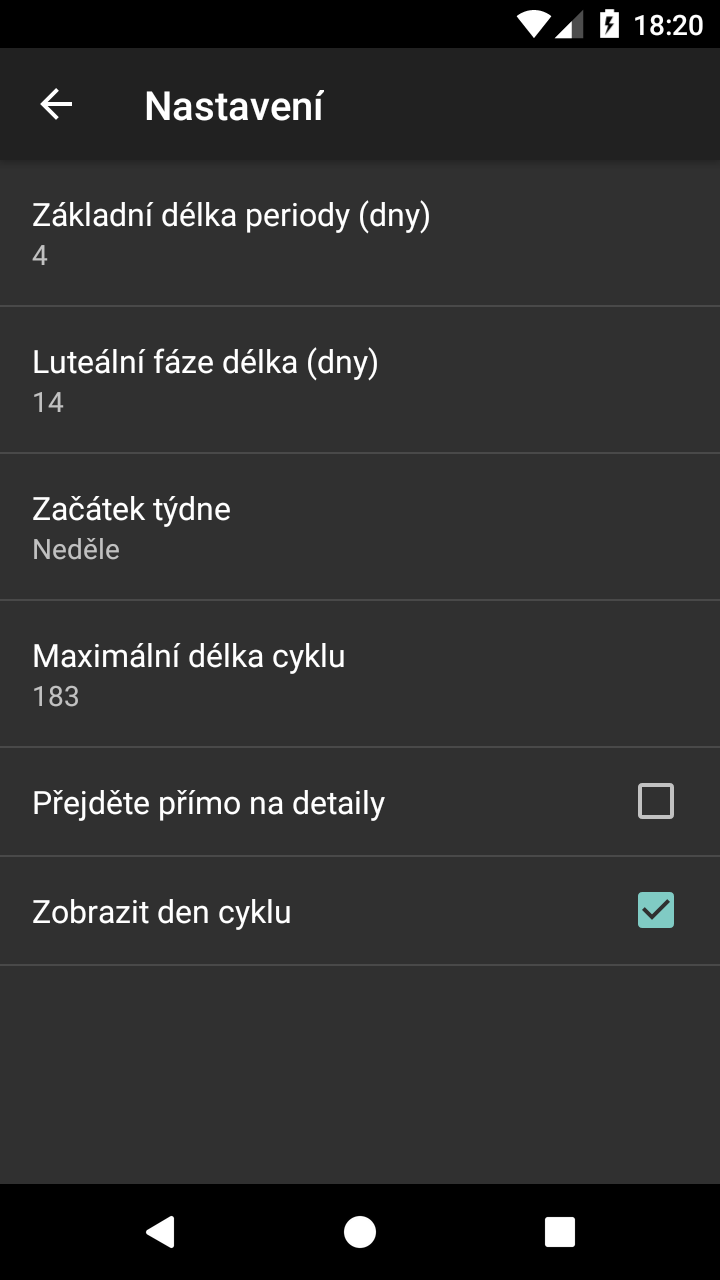 18:20
Nastavení
Základní délka periody (dny)
4
Luteální fáze délka (dny)
14
Začátek týdne
Neděle
Maximální délka cyklu
183
Přejděte přímo na detaily
Zobrazit den cyklu